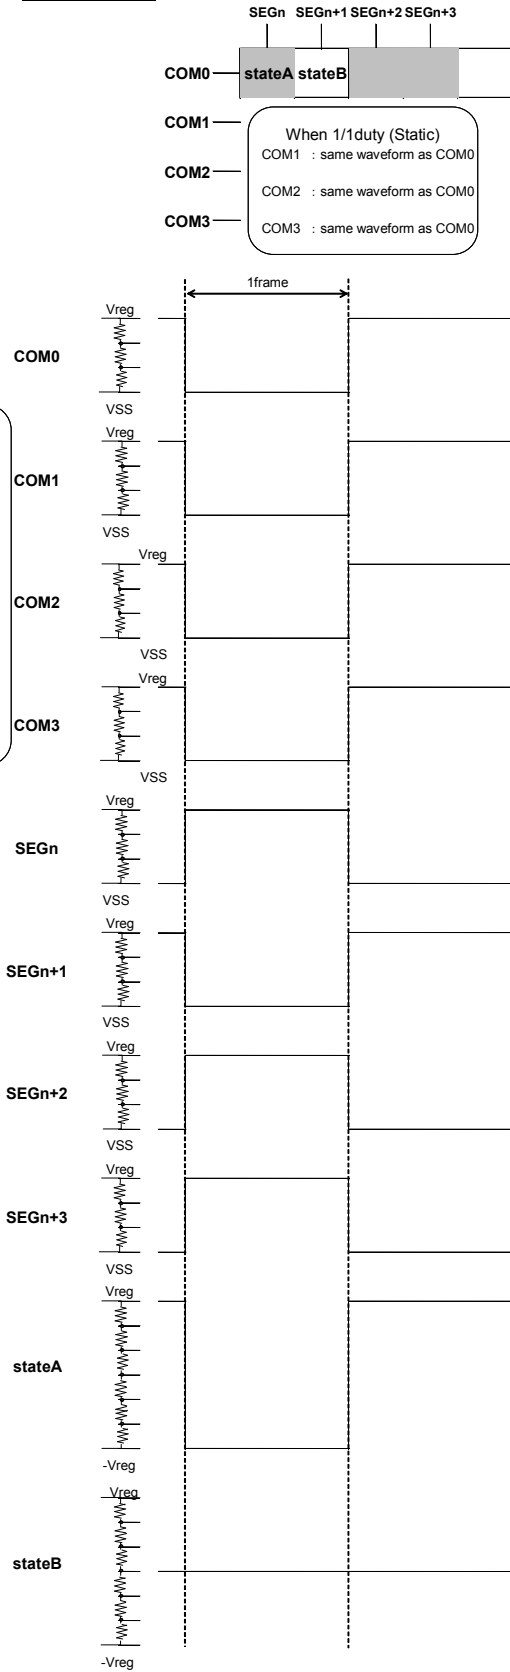 SEGn SEGn+1 SEGn+2 SEGn+3
COM0 stateA stateB
COM1
COM2
COM3
When 1/1duty (Static)
COM1 : same waveform as COM0
COM2 : same waveform as COM0
COM3 : same waveform as COM0
1frame
Vreg
COM0
VSS
Vreg
COM1
VSS
Vreg
COM2
VSS
Vreg
COM3
VSS
Vreg
SEGn
VSS
Vreg
SEGn+1
VSS
Vreg
SEGn+2
VSS
Vreg
SEGn+3
VSS
Vreg
stateA
-Vreg
Vreg
stateB
-Vreg